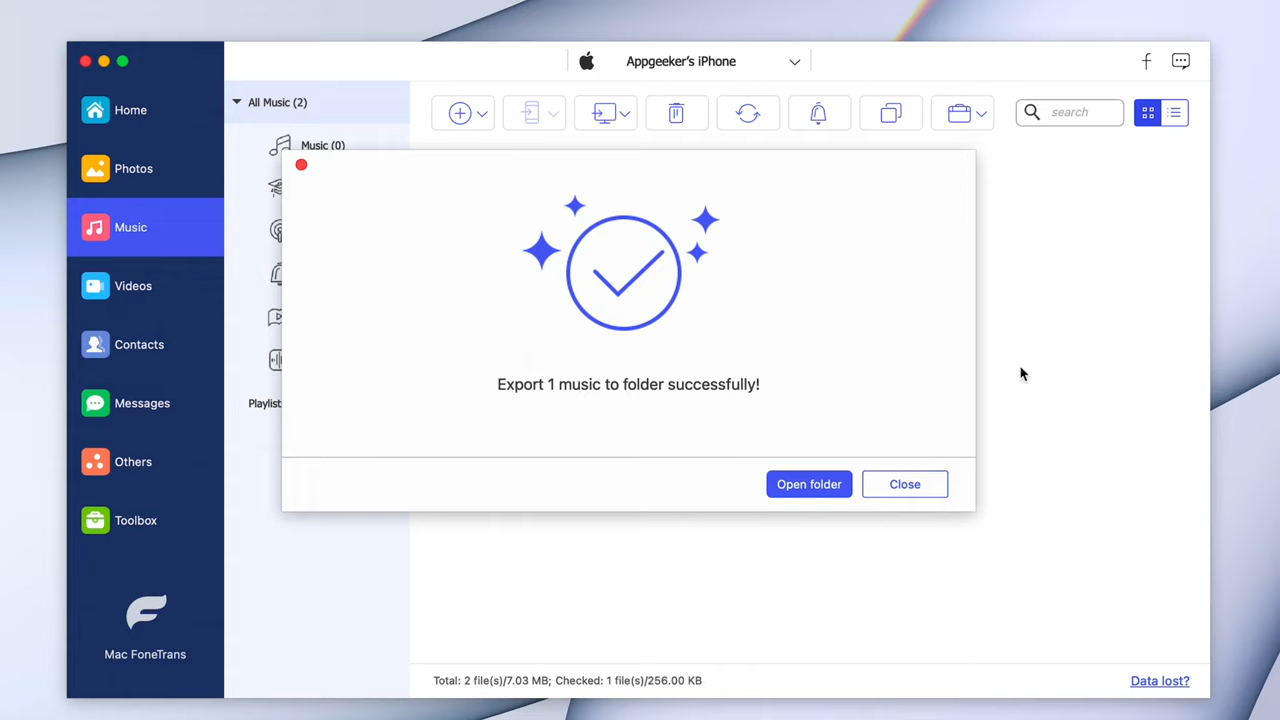 Appgeeker's iPhone
Home
Photos
Music
Videos
Contacts
Messages
Others
Toolbox
Mac FoneTrans
All Music (2)
Music (0)
Playlist
search
Export 1 music to folder successfully!
Open folder
Close
Total: 2 file(s)/7.03 MB; Checked: 1 file(s)/256.00 KB
Data lost?